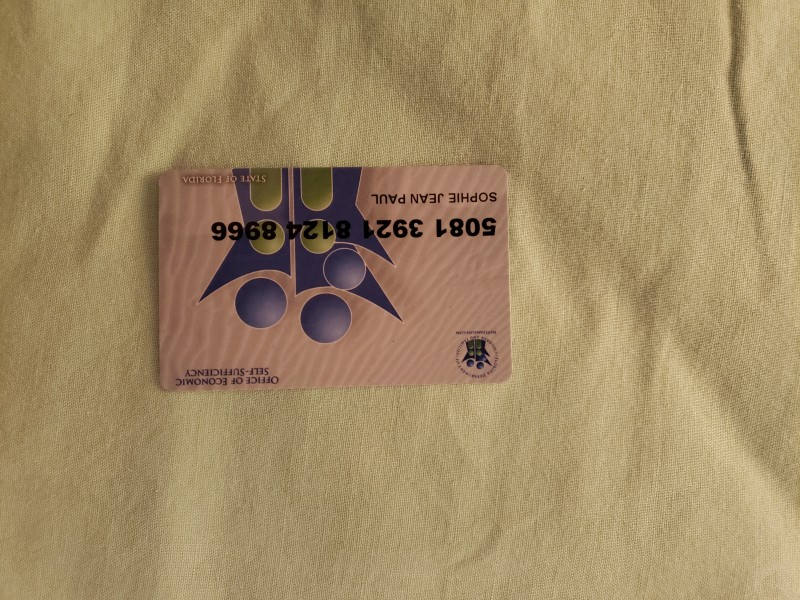 OFFICE OF ECONOMIC
SELF-SUFFICIENCY
5081 3921 8124 8966
SOPHIE JEAN PAUL
STATE OF FLORIDA